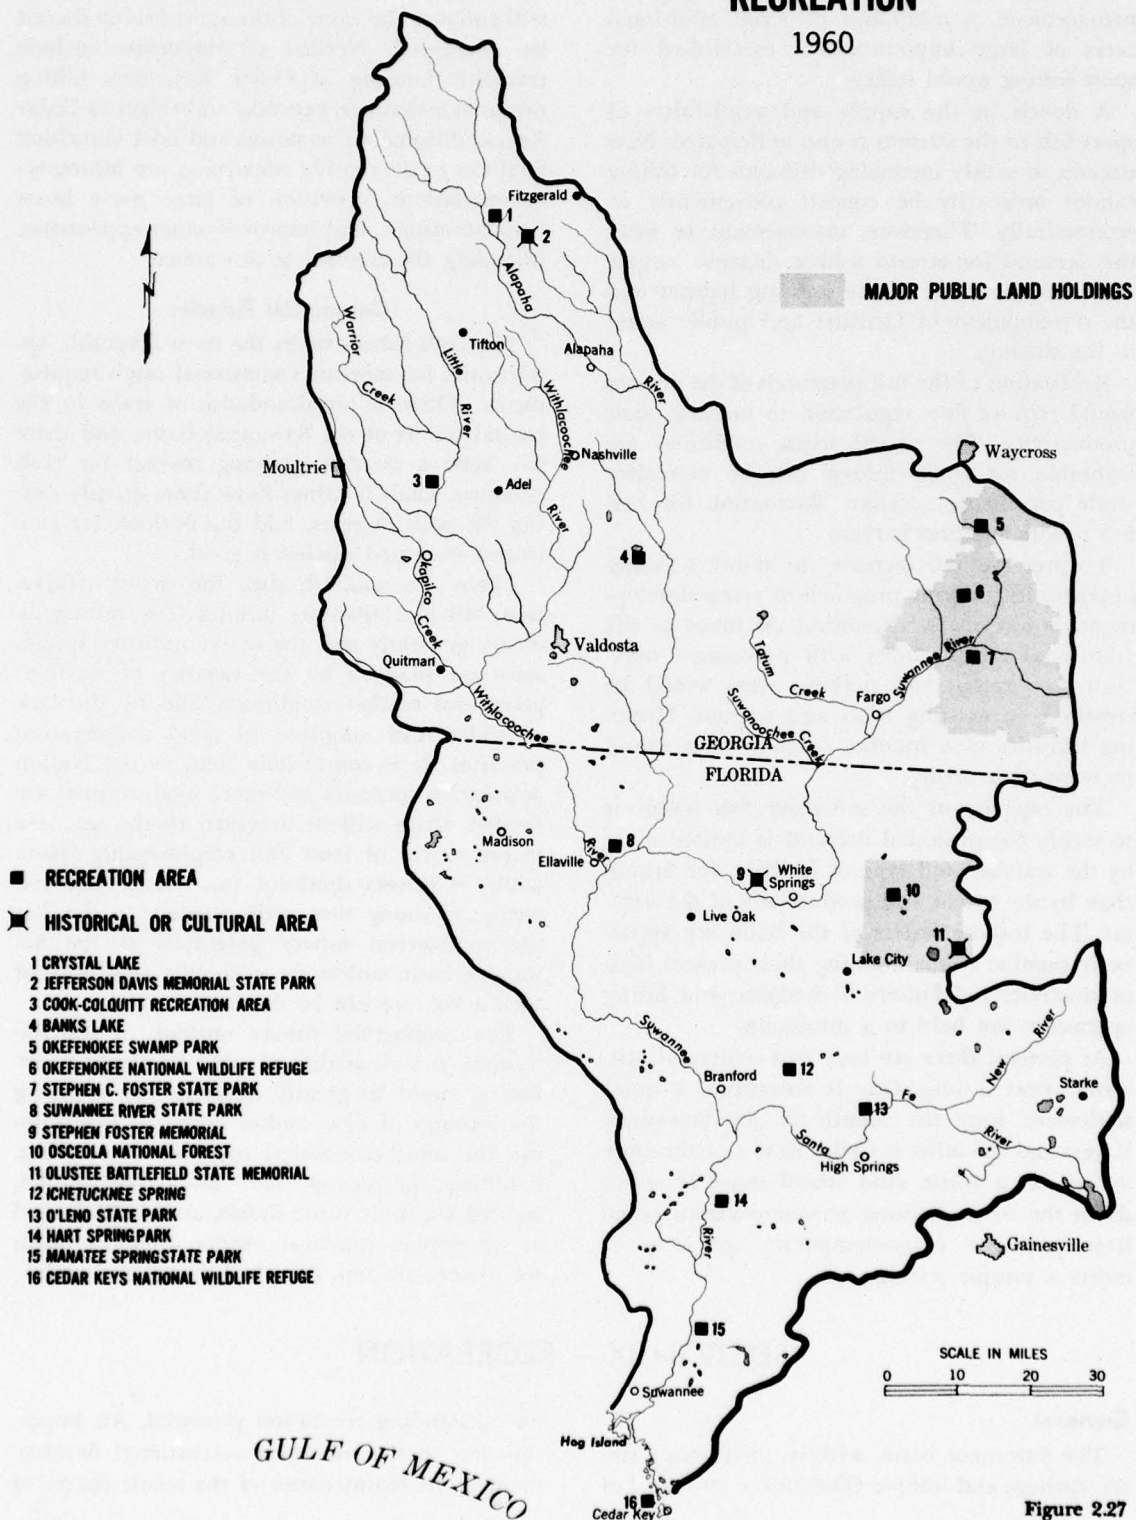 RECREATION
1960
Fitzgerald
1
2
Alapaha
MAJOR PUBLIC LAND HOLDINGS
Warrior
Creek
Little
River
Tifton
Alapaha
River
Withlacoochee
River
Nashville
Waycross
Moultrie
3
Adel
5
4
Okapilco
Creek
6
Valdosta
Tatum
Creek
Suwannee River
7
Quitman
Withlacoochee
Suwanoochee Creek
Fargo
GEORGIA
FLORIDA
Madison
Ellaville
River
8
9
White
Springs
10
Live Oak
11
Lake City
RECREATION AREA
HISTORICAL OR CULTURAL AREA
1 CRYSTAL LAKE
2 JEFFERSON DAVIS MEMORIAL STATE PARK
3 COOK-COLQUITT RECREATION AREA
4 BANKS LAKE
5 OKEFENOKEE SWAMP PARK
6 OKEFENOKEE NATIONAL WILDLIFE REFUGE
7 STEPHEN C. FOSTER STATE PARK
8 SUWANNEE RIVER STATE PARK
9 STEPHEN FOSTER MEMORIAL
10 OSCEOLA NATIONAL FOREST
11 OLUSTEE BATTLEFIELD STATE MEMORIAL
12 ICHETUCKNEE SPRING
13 O'LENO STATE PARK
14 HART SPRING PARK
15 MANATEE SPRING STATE PARK
16 CEDAR KEYS NATIONAL WILDLIFE REFUGE
Suwannee
River
New
River
12
Branford
Starke
13
Fe
River
Santa
High Springs
14
Gainesville
15
SCALE IN MILES
0 10 20 30
Suwannee
Hog Island
GULF OF MEXICO
16
Cedar Key
Figure 2.27